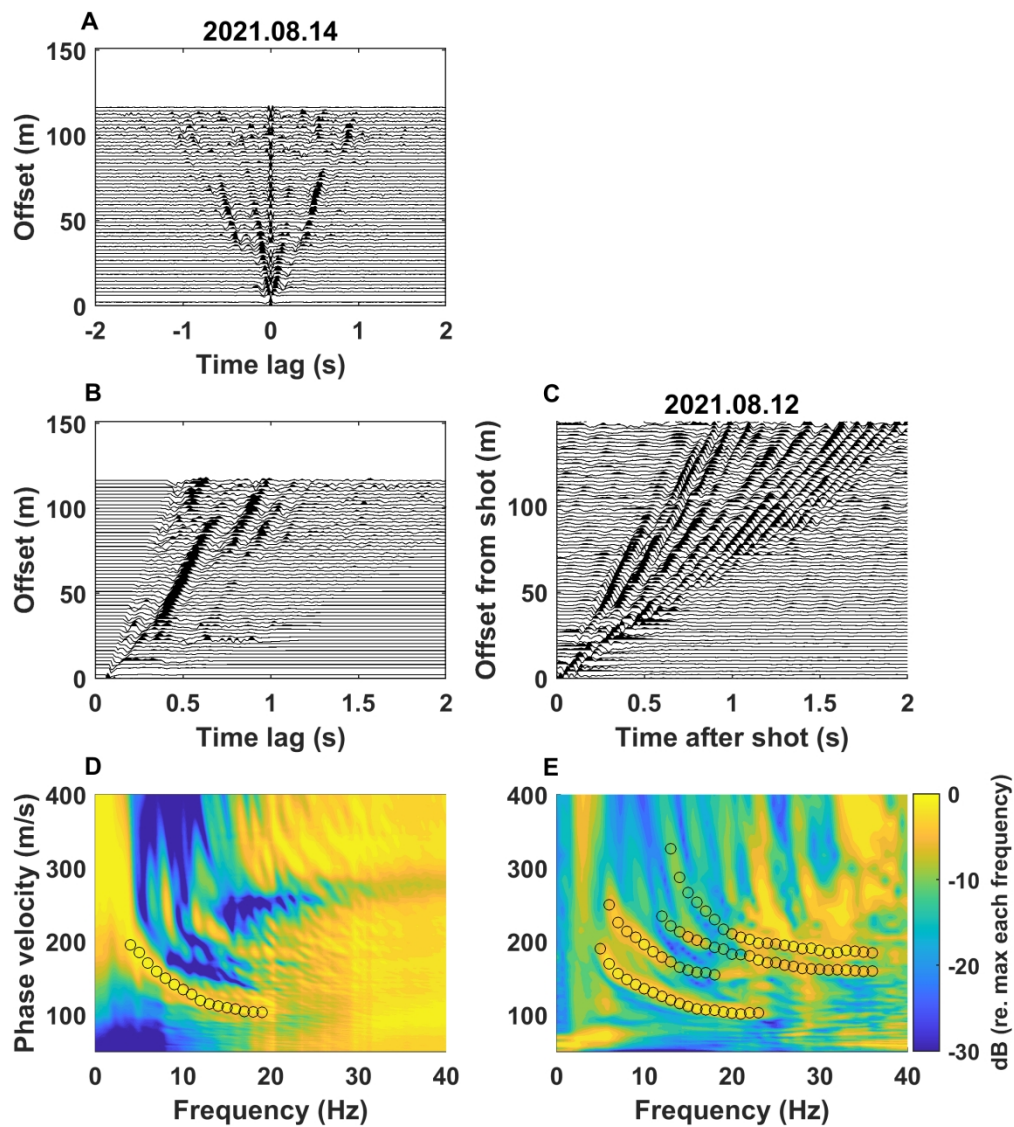 A
2021.08.14
150
100
50
0
Offset (m)
-2 -1 0 1 2
Time lag (s)
B
150
100
50
0
Offset (m)
0 0.5 1 1.5 2
Time lag (s)
C
2021.08.12
100
50
0
Offset from shot (m)
0 0.5 1 1.5 2
Time after shot (s)
D
400
300
200
100
Phase velocity (m/s)
0 10 20 30 40
Frequency (Hz)
E
400
300
200
100
0 10 20 30 40
Frequency (Hz)
0
-10
-20
-30
dB (re. max each frequency)